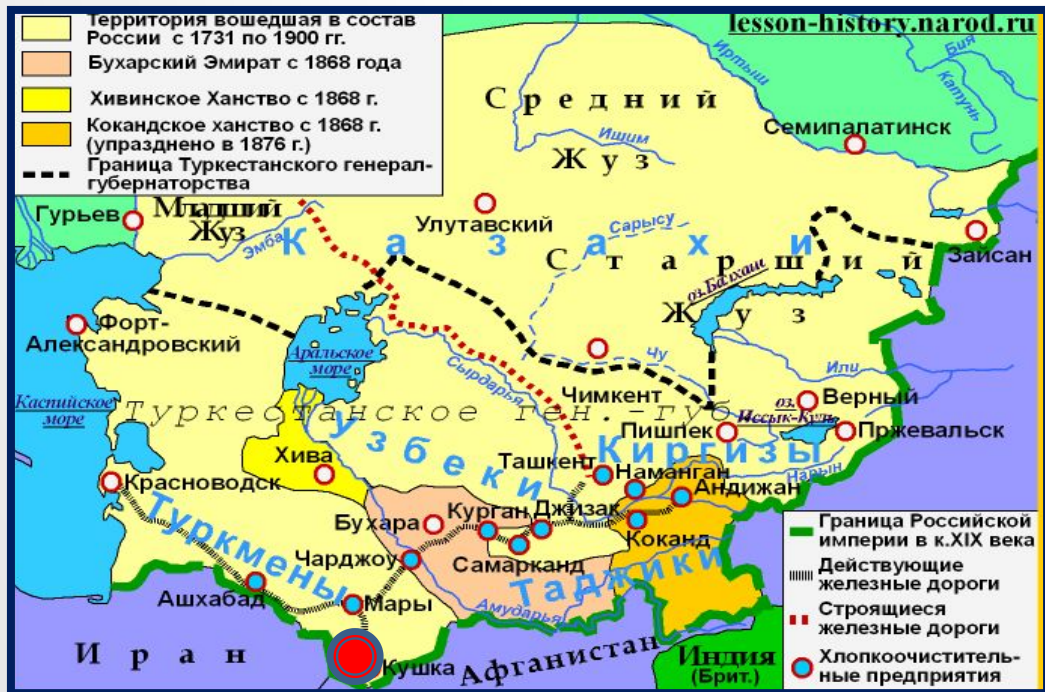 Территория вошедшая в состав
России с 1731 по 1900 гг.
Бухарский Эмират с 1868 года
Хивинское Ханство с 1868 г.
Кокандское ханство с 1868 г.
(упразднено в 1876 г.)
Граница Туркестанского генерал-
губернаторства
lesson-history.narod.ru
Иртыш
Бия
Катунь
Средний
Жуз
Ишим
Семипалатинск
Гурьев
Младший
Жуз
Эмба
Улутавский
Сарысу
Казахи
Старший
Жуз
Зайсан
оз.Балхаш
Форт-
Александровский
Аральское
море
Каспийское
море
Сырдарья
Чу
Или
Чимкент
Верный
Туркестанское ген.-губ.
оз.
Иссык-Куль
Пишпек
Пржевальск
Узбеки
Киргизы
Нарын
Хива
Ташкент
Наманган
Андижан
Красноводск
Туркмены
Бухара
Курган
Джизак
Коканд
Чарджоу
Самарканд
Таджики
Ашхабад
Мары
Амударья
Кушка
Иран
Афганистан
Индия
(Брит.)
Граница Российской
империи в к.XIX века
Действующие
железные дороги
Строящиеся
железные дороги
Хлопкоочиститель-
ные предприятия